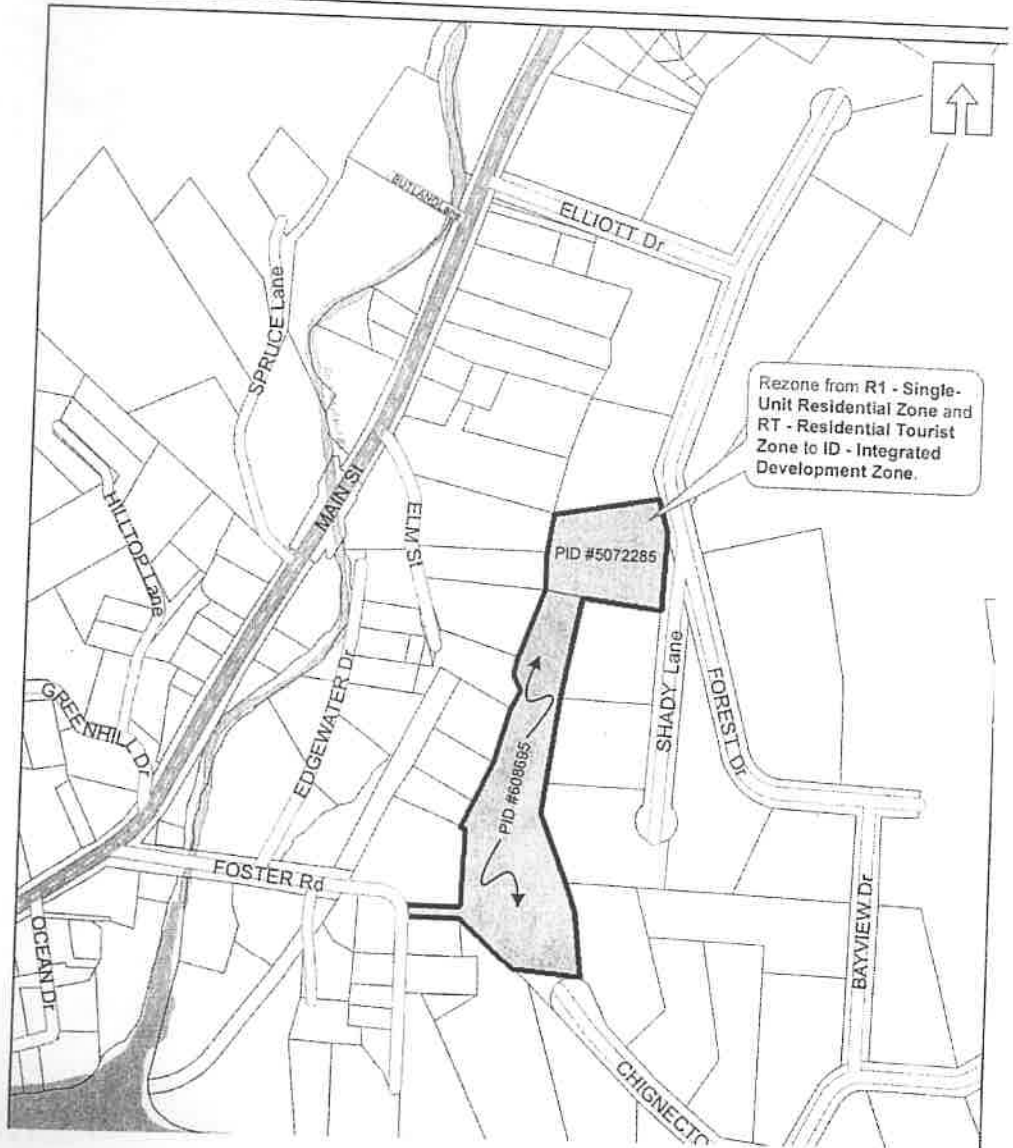 BUTLAND Lane
ELLIOTT Dr
SPRUCE Lane
Rezone from R1 - Single-
Unit Residential Zone and
RT - Residential Tourist
Zone to ID - Integrated
Development Zone.
MAIN St
ELM St
HILLTOP Lane
PID #5072285
GREENHILL Dr
EDGEWATER Dr
PID #608695
SHADY Lane
FOREST Dr
FOSTER Rd
OCEAN Dr
BAYVIEW Dr
CHIGNECTO